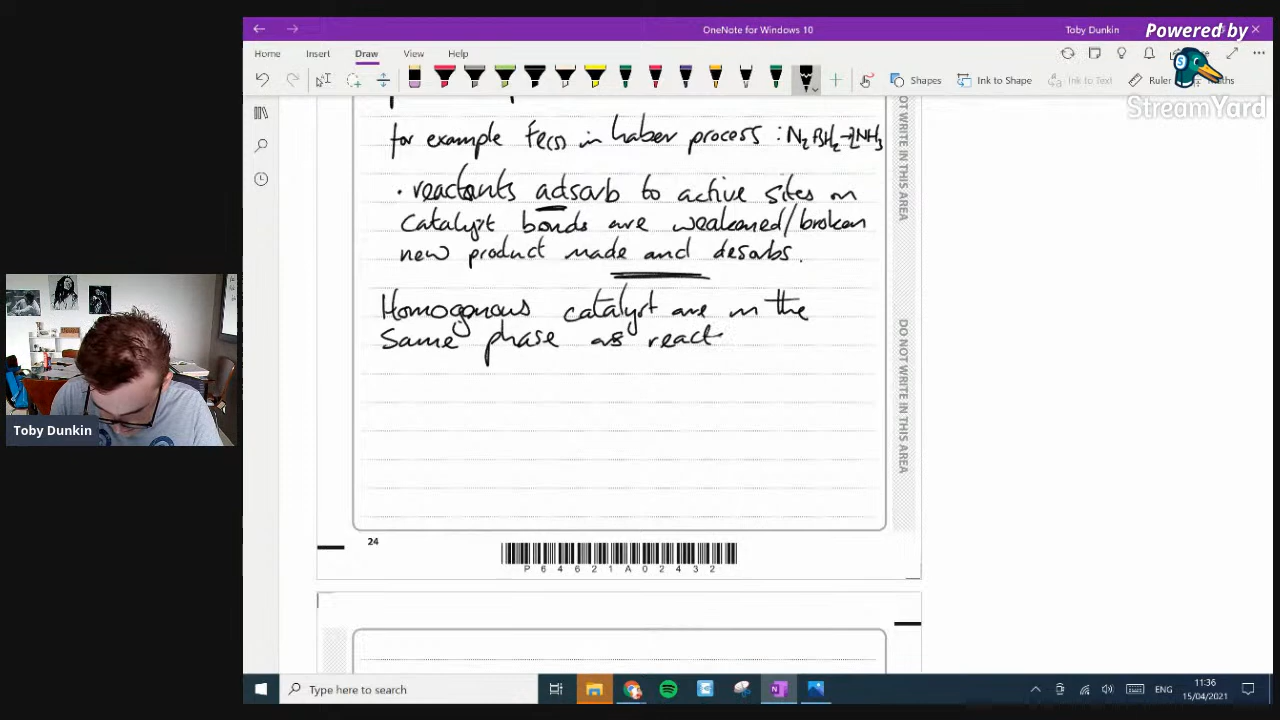 OneNote for Windows 10
Toby Dunkin
Powered by
StreamYard
Home Insert Draw View Help
Shapes Ink to Shape Ink to Text Ruler
for example Fe(s) in haber process : N2 + 3H2 → 2NH3
· reactants adsorb to active sites on
catalyst bonds are weakened/broken
new product made and desorbs.
Homogenous catalyst are in the
Same phase as react
OT WRITE IN THIS AREA
DO NOT WRITE IN THIS AREA
24
P64621A02432
Toby Dunkin
Type here to search
ENG
11:36
15/04/2021